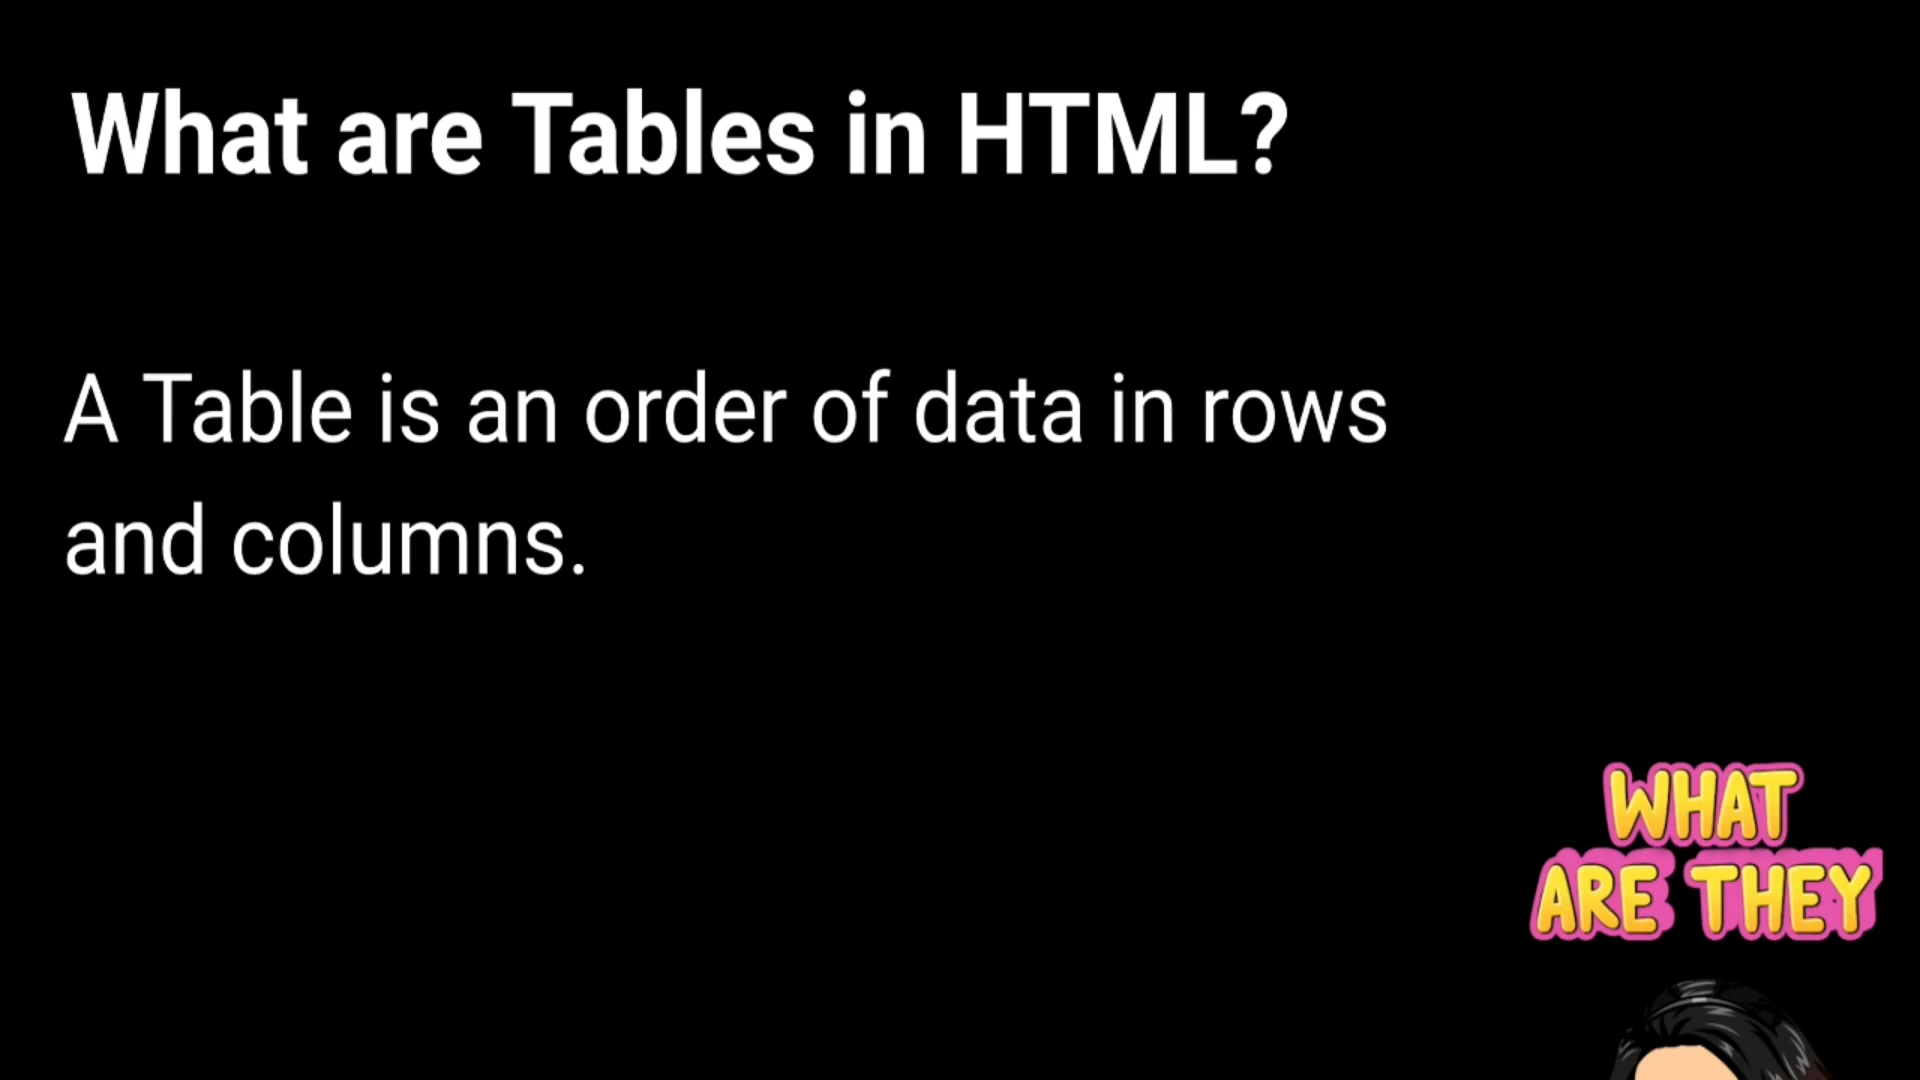 What are Tables in HTML?
A Table is an order of data in rows
and columns.
WHAT
ARE THEY